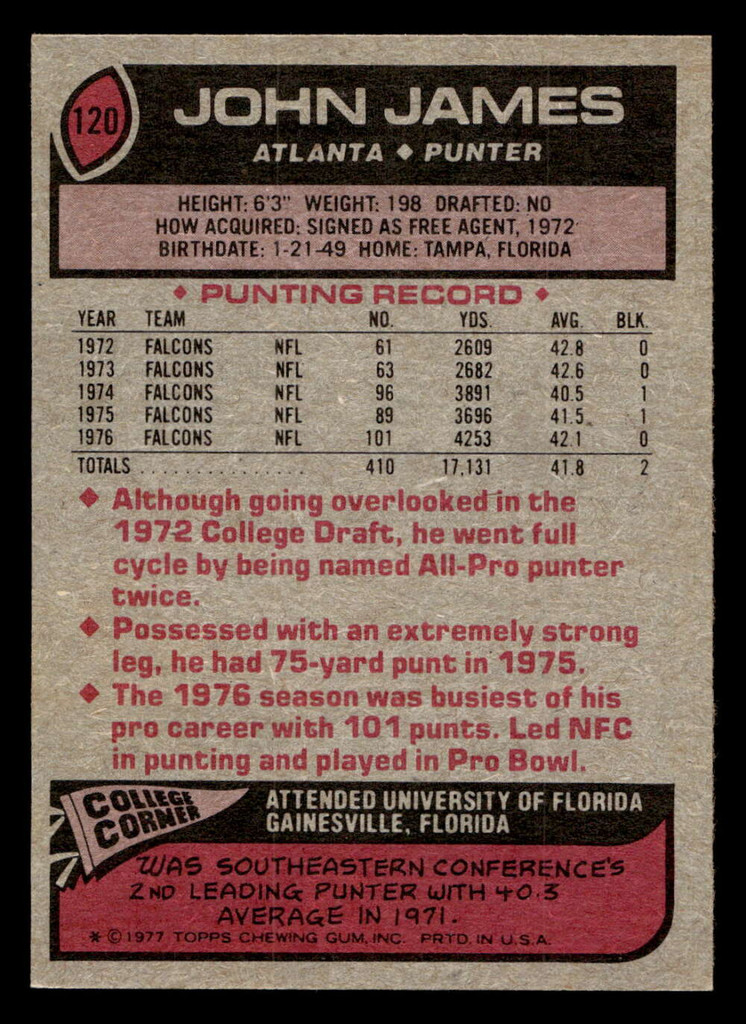 120
JOHN JAMES
ATLANTA ◆ PUNTER
HEIGHT: 6'3" WEIGHT: 198 DRAFTED: NO
HOW ACQUIRED: SIGNED AS FREE AGENT, 1972
BIRTHDATE: 1-21-49 HOME: TAMPA, FLORIDA
◆ PUNTING RECORD ◆
YEAR TEAM NO. YDS. AVG. BLK.
1972 FALCONS NFL 61 2609 42.8 0
1973 FALCONS NFL 63 2682 42.6 0
1974 FALCONS NFL 96 3891 40.5 1
1975 FALCONS NFL 89 3696 41.5 1
1976 FALCONS NFL 101 4253 42.1 0
TOTALS . . . . . . . . . . . . . . . 410 17,131 41.8 2
◆ Although going overlooked in the
1972 College Draft, he went full
cycle by being named All-Pro punter
twice.
◆ Possessed with an extremely strong
leg, he had 75-yard punt in 1975.
◆ The 1976 season was busiest of his
pro career with 101 punts. Led NFC
in punting and played in Pro Bowl.
COLLEGE
CORNER
ATTENDED UNIVERSITY OF FLORIDA
GAINESVILLE, FLORIDA
WAS SOUTHEASTERN CONFERENCE'S
2ND LEADING PUNTER WITH 40.3
AVERAGE IN 1971.
* © 1977 TOPPS CHEWING GUM, INC. PRTD. IN U.S.A.